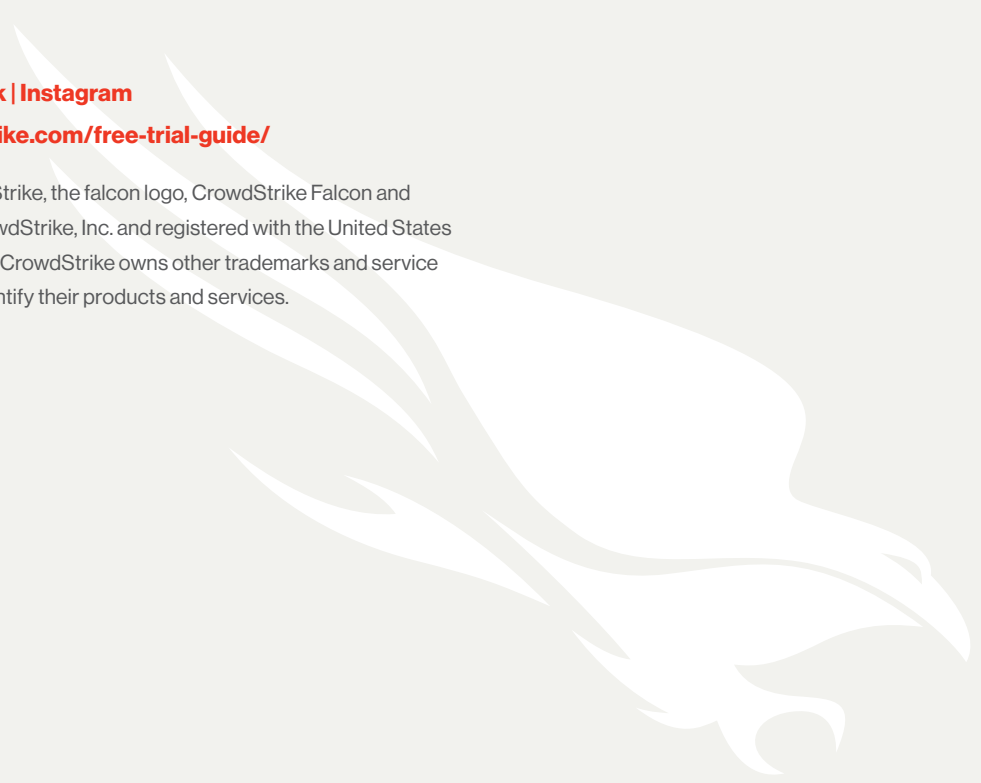 k | Instagram
ike.com/free-trial-guide/
Strike, the falcon logo, CrowdStrike Falcon and
wdStrike, Inc. and registered with the United States
CrowdStrike owns other trademarks and service
ntify their products and services.